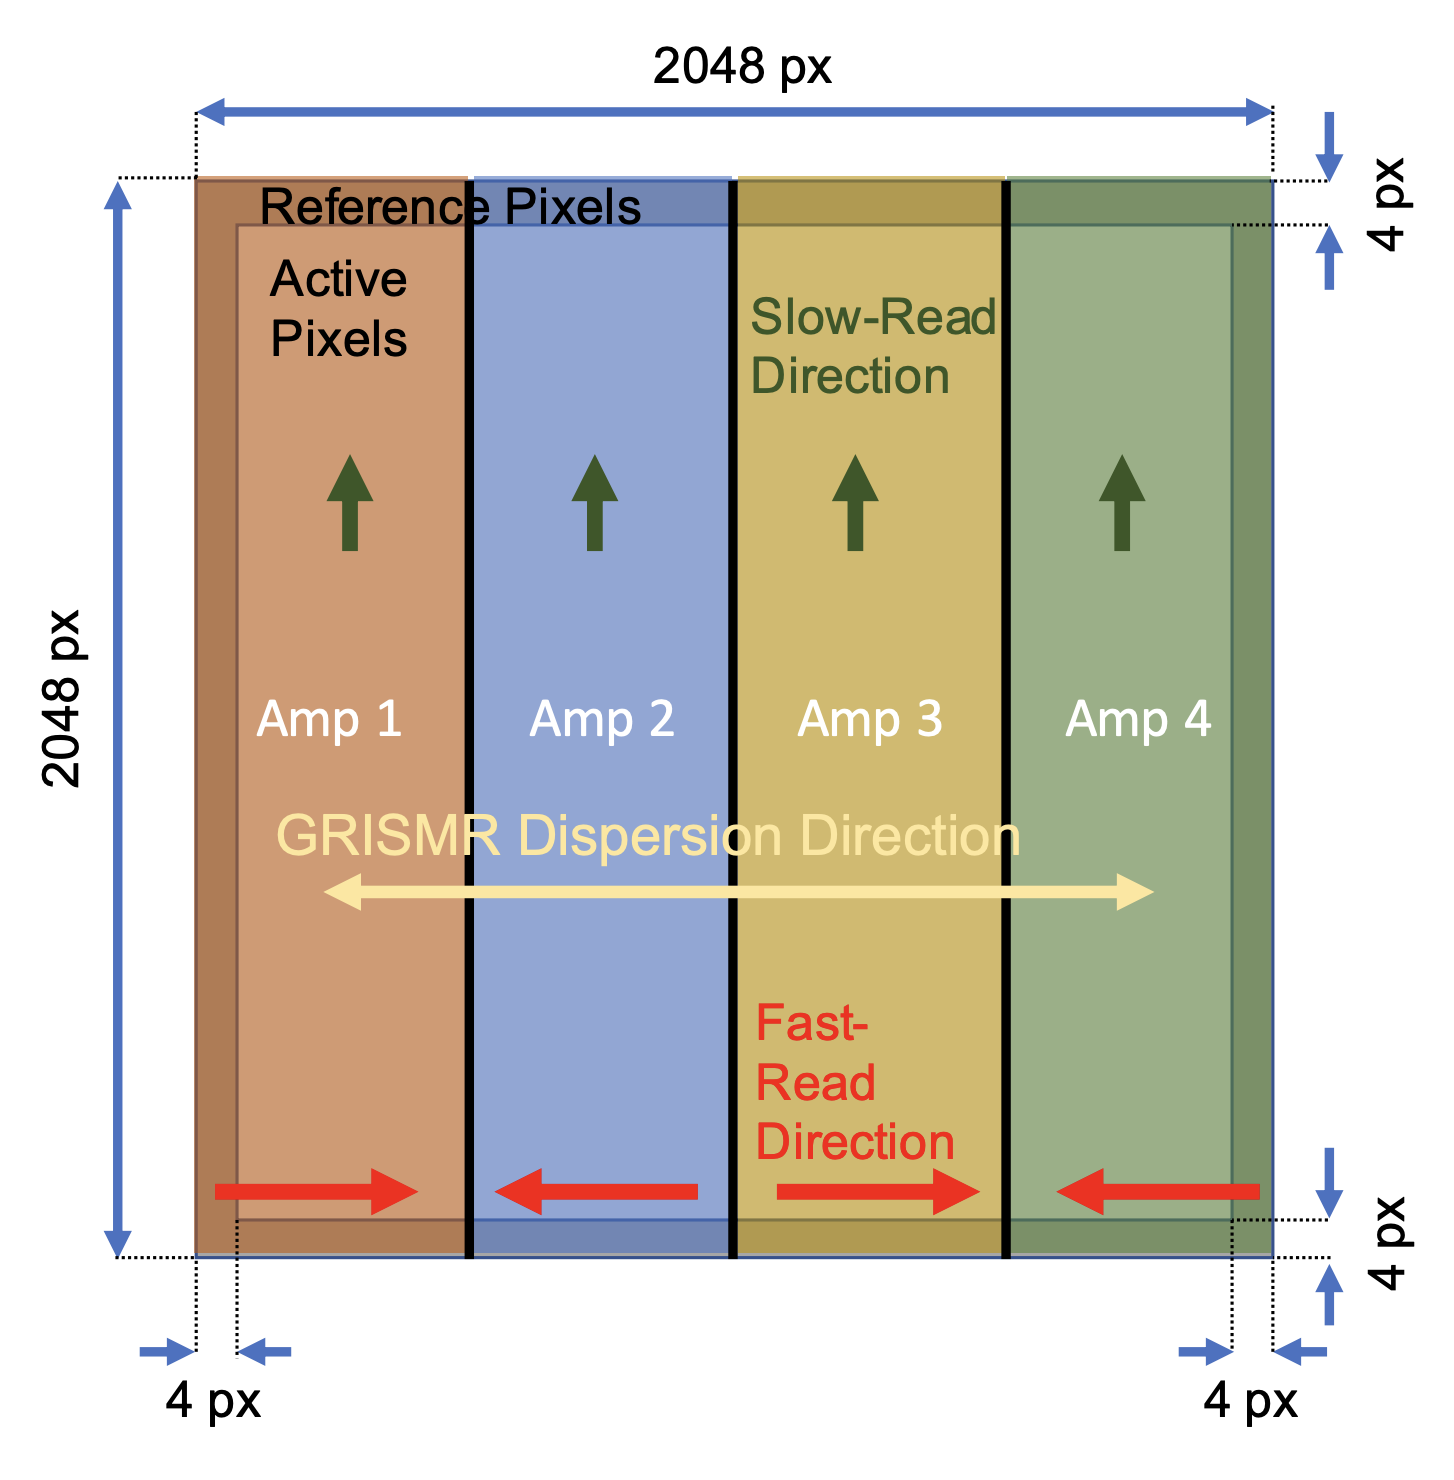 2048 px
4 px
Reference Pixels
Active
Pixels
Slow-Read
Direction
2048 px
Amp 1
Amp 2
Amp 3
Amp 4
GRISMR Dispersion Direction
Fast-
Read
Direction
4 px
4 px
4 px